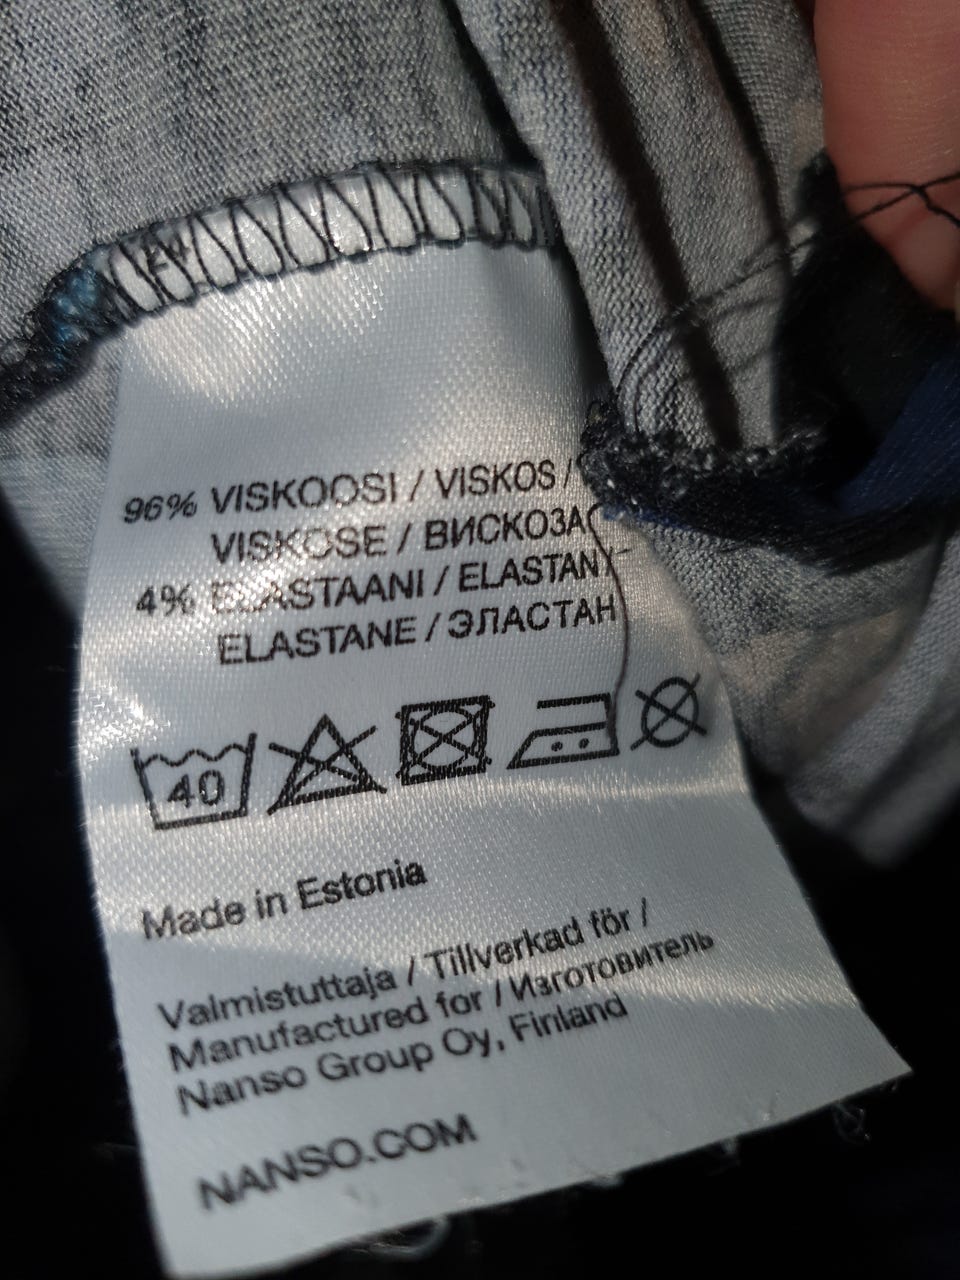 96% VISKOOSI / VISKOS /
VISKOSE / ВИСКОЗА
4% ELASTAANI / ELASTAN
ELASTANE / ЭЛАСТАН
40
Made in Estonia
Valmistuttaja / Tillverkad för /
Manufactured for / Изготовитель
Nanso Group Oy, Finland
NANSO.COM